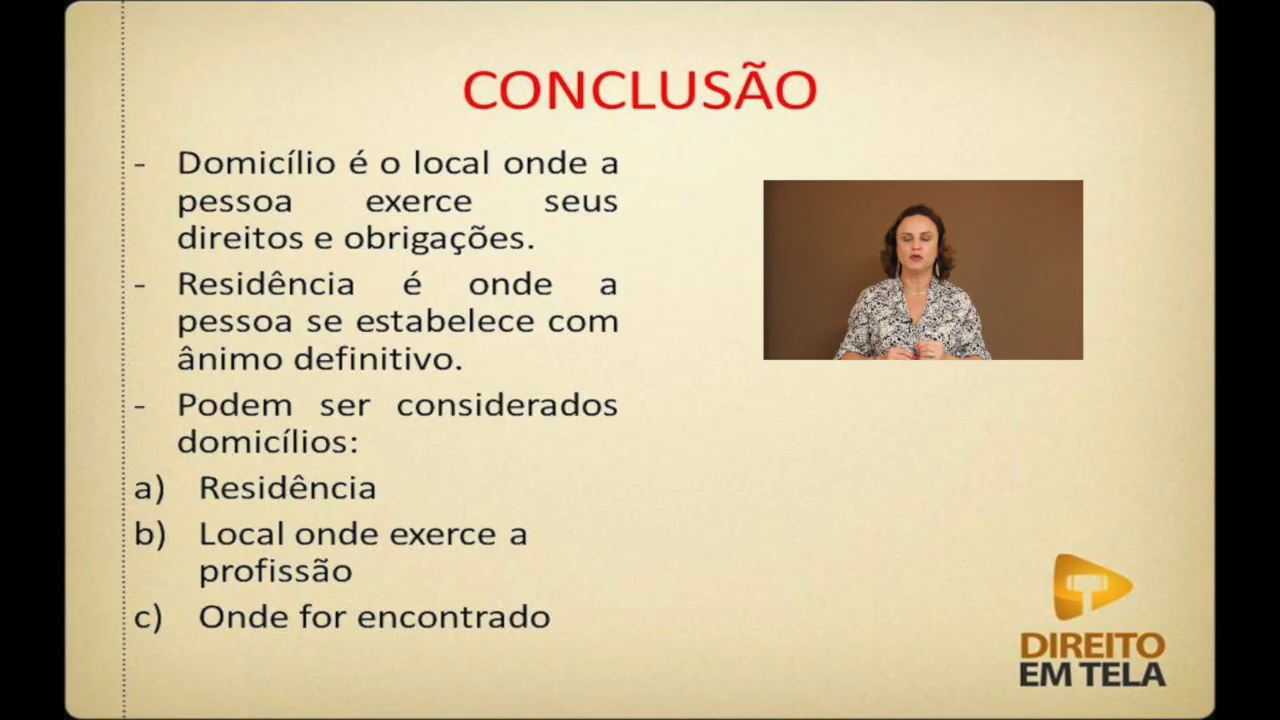 CONCLUSÃO
- Domicílio é o local onde a
pessoa exerce seus
direitos e obrigações.
- Residência é onde a
pessoa se estabelece com
ânimo definitivo.
- Podem ser considerados
domicílios:
a) Residência
b) Local onde exerce a
profissão
c) Onde for encontrado
DIREITO
EM TELA